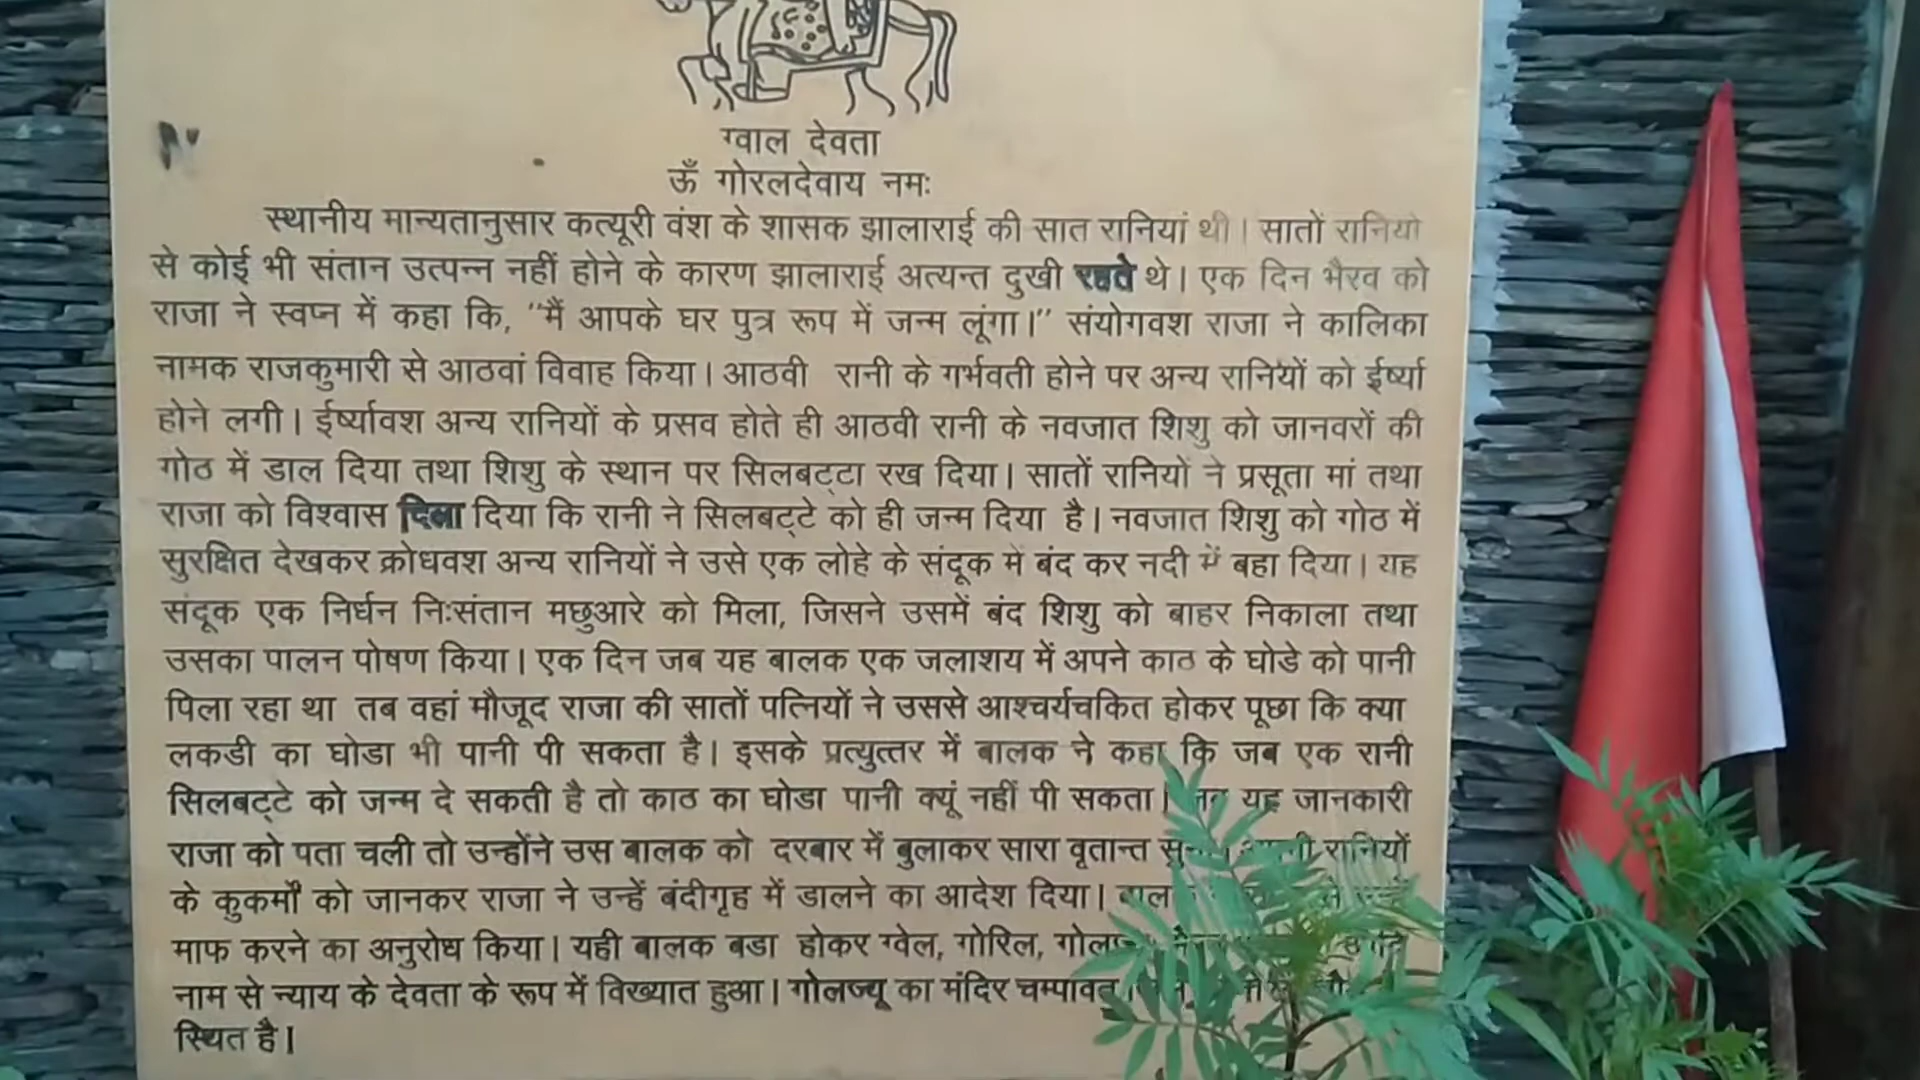 ग्वाल देवता
ऊँ गोरलदेवाय नमः
स्थानीय मान्यतानुसार कत्यूरी वंश के शासक झालाराई की सात रानियां थी। सातों रानियो
से कोई भी संतान उत्पन्न नहीं होने के कारण झालाराई अत्यन्त दुखी रहते थे। एक दिन भैरव को
राजा ने स्वप्न में कहा कि, "मैं आपके घर पुत्र रूप में जन्म लूंगा।" संयोगवश राजा ने कालिका
नामक राजकुमारी से आठवां विवाह किया। आठवी रानी के गर्भवती होने पर अन्य रानियों को ईर्ष्या
होने लगी। ईर्ष्यावश अन्य रानियों के प्रसव होते ही आठवी रानी के नवजात शिशु को जानवरों की
गोठ में डाल दिया तथा शिशु के स्थान पर सिलबट्टा रख दिया। सातों रानियों ने प्रसूता मां तथा
राजा को विश्वास दिला दिया कि रानी ने सिलबट्टे को ही जन्म दिया है। नवजात शिशु को गोठ में
सुरक्षित देखकर क्रोधवश अन्य रानियों ने उसे एक लोहे के संदूक मे बंद कर नदी में बहा दिया। यह
संदूक एक निर्धन निःसंतान मछुआरे को मिला, जिसने उसमें बंद शिशु को बाहर निकाला तथा
उसका पालन पोषण किया। एक दिन जब यह बालक एक जलाशय में अपने काठ के घोडे को पानी
पिला रहा था तब वहां मौजूद राजा की सातों पत्नियों ने उससे आश्चर्यचकित होकर पूछा कि क्या
लकडी का घोडा भी पानी पी सकता है। इसके प्रत्युत्तर में बालक ने कहा कि जब एक रानी
सिलबट्टे को जन्म दे सकती है तो काठ का घोडा पानी क्यूं नहीं पी सकता। यह जानकारी
राजा को पता चली तो उन्होंने उस बालक को दरबार में बुलाकर सारा वृतान्त रानियों
के कुकर्मों को जानकर राजा ने उन्हें बंदीगृह में डालने का आदेश दिया।
माफ करने का अनुरोध किया। यही बालक बडा होकर ग्वेल, गोरिल,
नाम से न्याय के देवता के रूप में विख्यात हुआ। गोलज्यू का मंदिर चम्पावत
स्थित है।